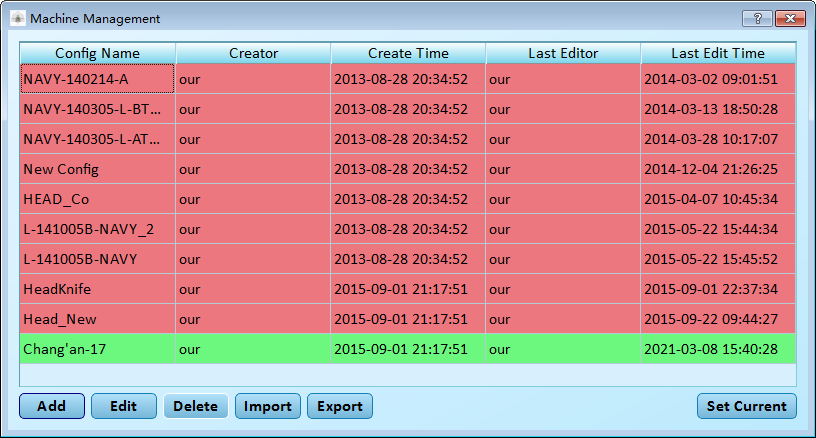 Machine Management
Config Name Creator Create Time Last Editor Last Edit Time
NAVY-140214-A our 2013-08-28 20:34:52 our 2014-03-02 09:01:51
NAVY-140305-L-BT... our 2013-08-28 20:34:52 our 2014-03-13 18:50:28
NAVY-140305-L-AT... our 2013-08-28 20:34:52 our 2014-03-28 10:17:07
New Config our 2013-08-28 20:34:52 our 2014-12-04 21:26:25
HEAD_Co our 2013-08-28 20:34:52 our 2015-04-07 10:45:34
L-141005B-NAVY_2 our 2013-08-28 20:34:52 our 2015-05-22 15:44:34
L-141005B-NAVY our 2013-08-28 20:34:52 our 2015-05-22 15:45:52
HeadKnife our 2015-09-01 21:17:51 our 2015-09-01 22:37:34
Head_New our 2015-09-01 21:17:51 our 2015-09-22 09:44:27
Chang'an-17 our 2015-09-01 21:17:51 our 2021-03-08 15:40:28
Add Edit Delete Import Export Set Current